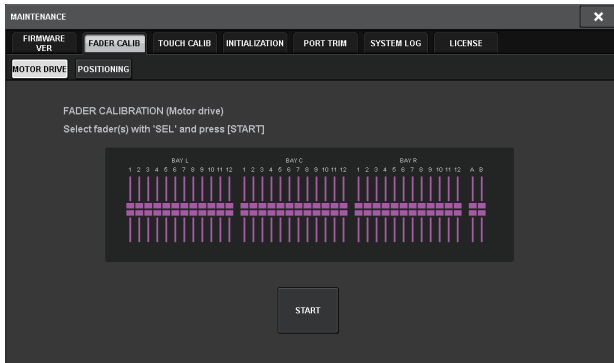 MAINTENANCE
FIRMWARE VER
FADER CALIB
TOUCH CALIB
INITIALIZATION
PORT TRIM
SYSTEM LOG
LICENSE
MOTOR DRIVE
POSITIONING
FADER CALIBRATION (Motor drive)
Select fader(s) with 'SEL' and press [START]
BAY L
BAY C
BAY R
1 2 3 4 5 6 7 8 9 10 11 12
1 2 3 4 5 6 7 8 9 10 11 12
1 2 3 4 5 6 7 8 9 10 11 12
A B
START